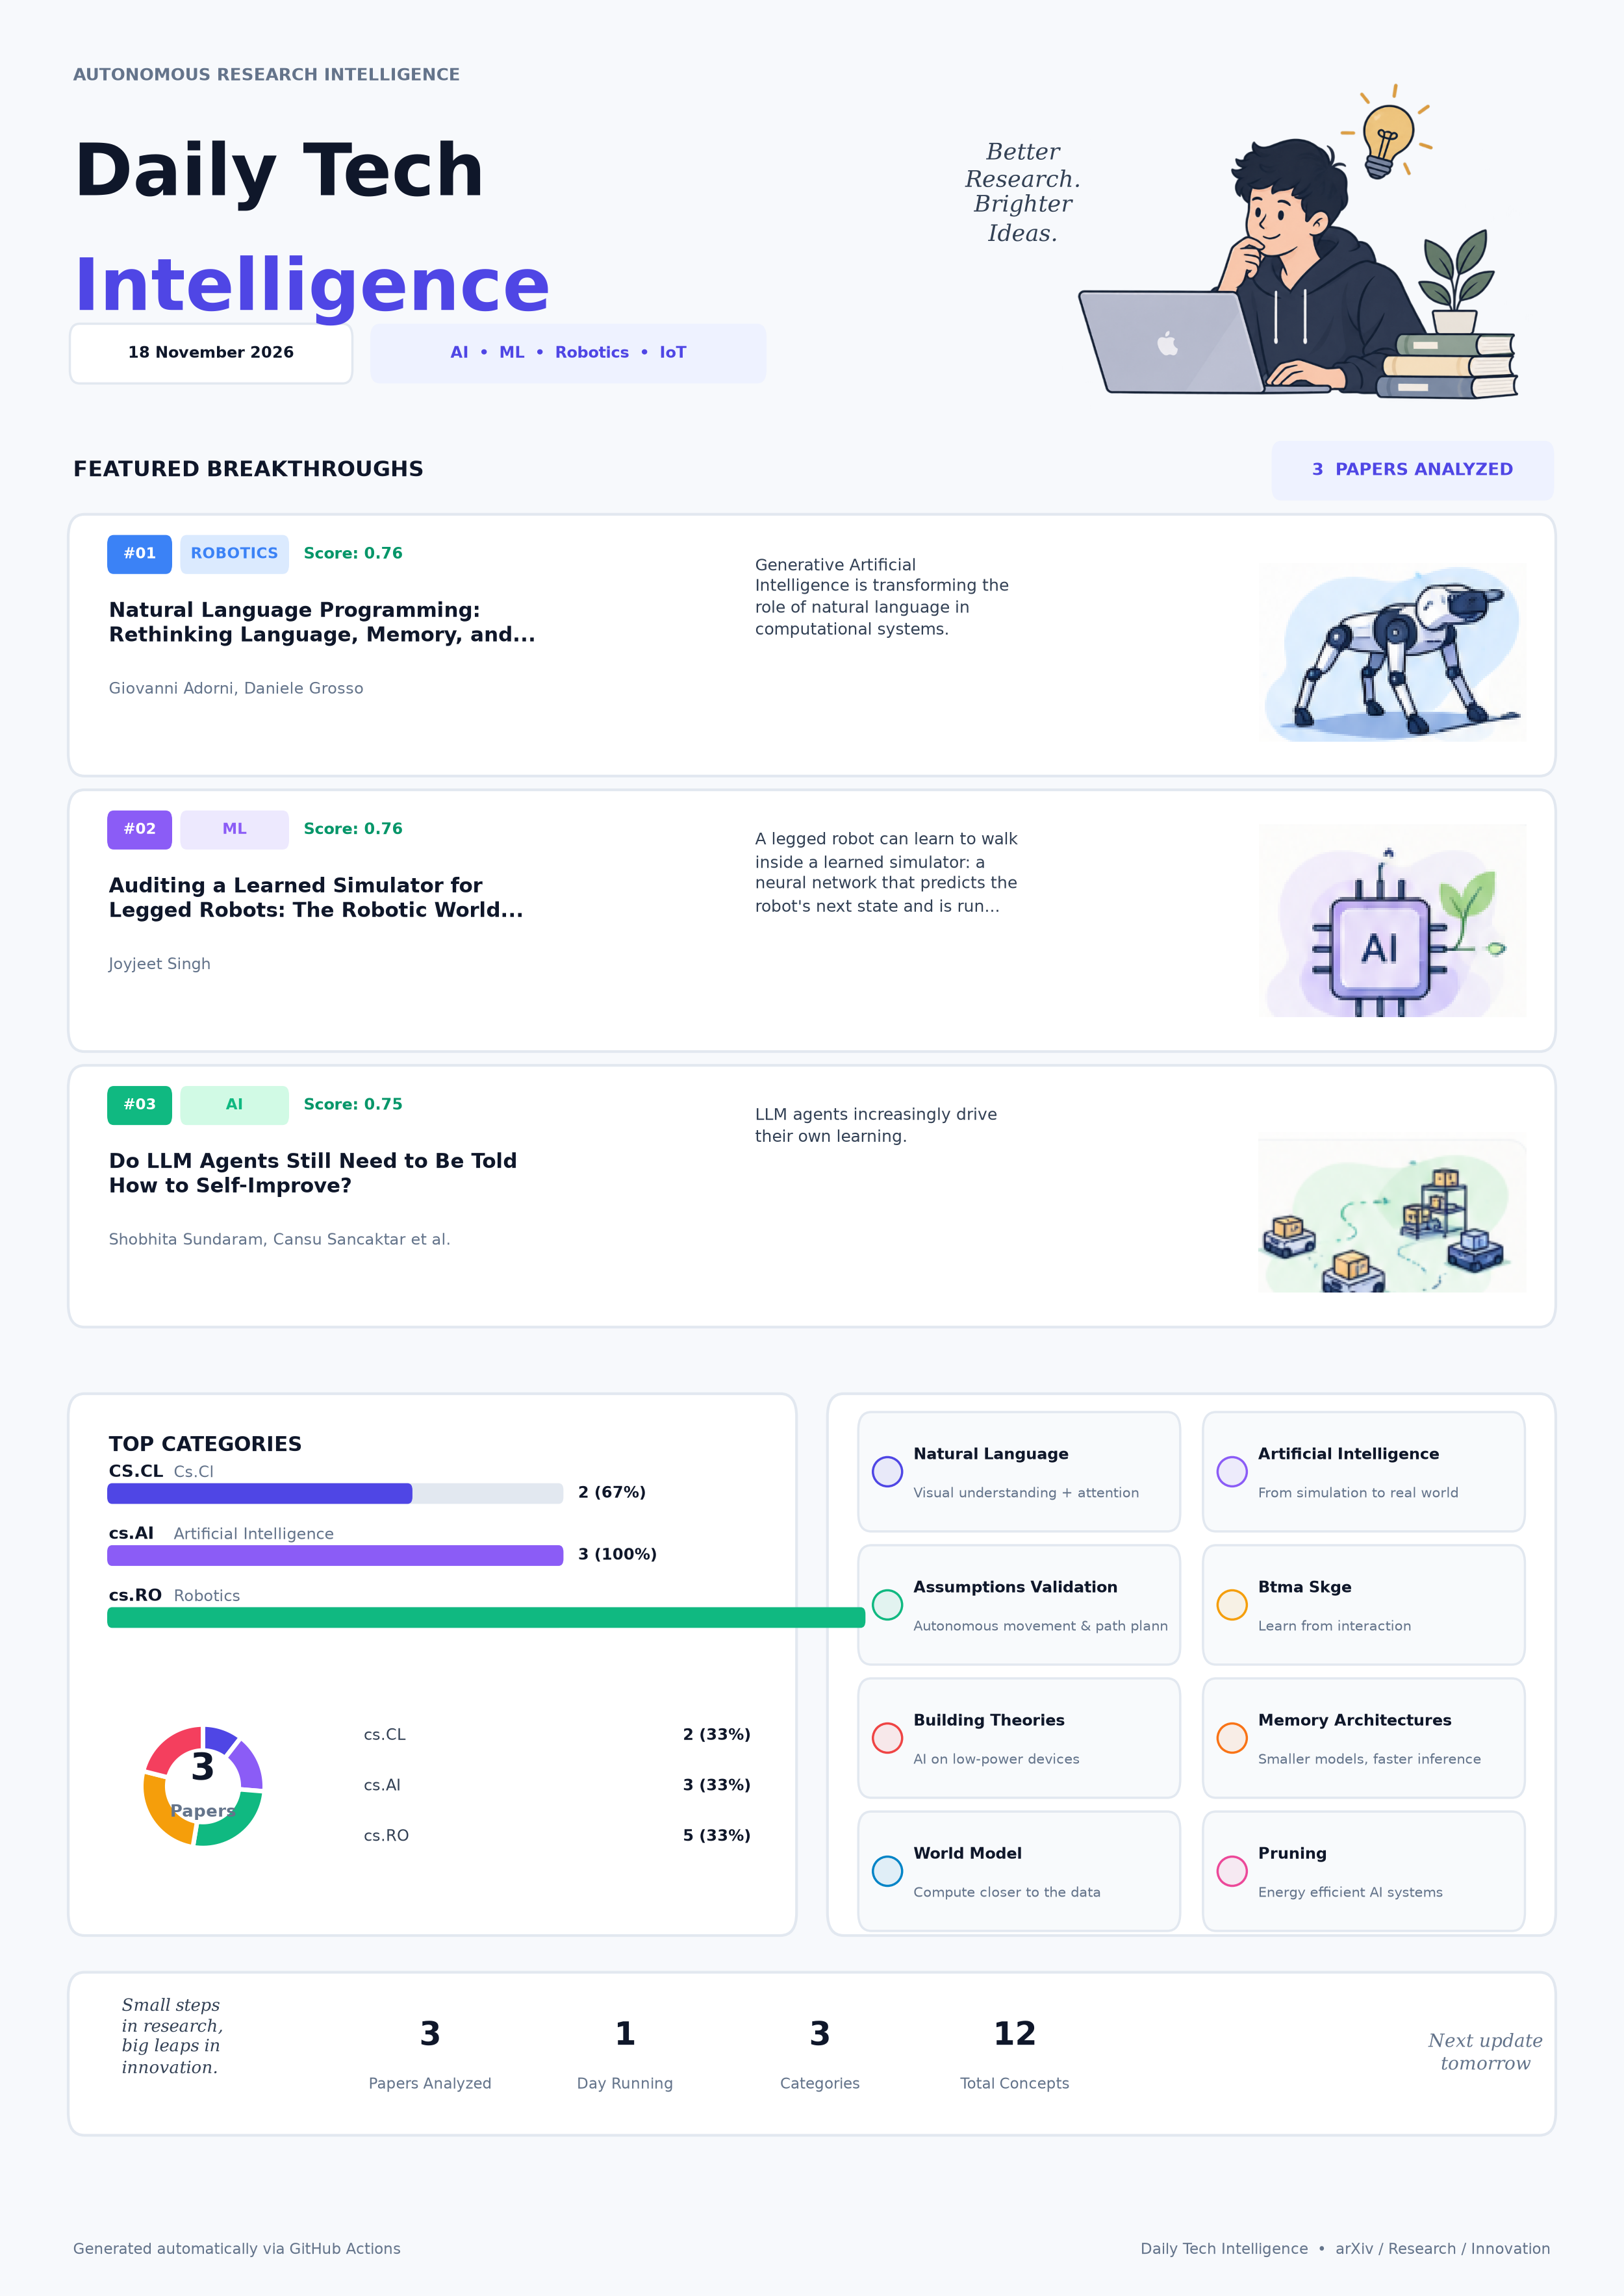 AUTONOMOUS RESEARCH INTELLIGENCE
Daily Tech
Intelligence
18 November 2026
AI • ML • Robotics • IoT
Better
Research.
Brighter
Ideas.
FEATURED BREAKTHROUGHS
3 PAPERS ANALYZED
#01
ROBOTICS
Score: 0.76
Natural Language Programming:
Rethinking Language, Memory, and...
Giovanni Adorni, Daniele Grosso
Generative Artificial
Intelligence is transforming the
role of natural language in
computational systems.
#02
ML
Score: 0.76
Auditing a Learned Simulator for
Legged Robots: The Robotic World...
Joyjeet Singh
A legged robot can learn to walk
inside a learned simulator: a
neural network that predicts the
robot's next state and is run...
AI
#03
AI
Score: 0.75
Do LLM Agents Still Need to Be Told
How to Self-Improve?
Shobhita Sundaram, Cansu Sancaktar et al.
LLM agents increasingly drive
their own learning.
TOP CATEGORIES
CS.CL Cs.Cl
2 (67%)
cs.AI Artificial Intelligence
3 (100%)
cs.RO Robotics
3
Papers
cs.CL 2 (33%)
cs.AI 3 (33%)
cs.RO 5 (33%)
Natural Language
Visual understanding + attention
Artificial Intelligence
From simulation to real world
Assumptions Validation
Autonomous movement & path plann
Btma Skge
Learn from interaction
Building Theories
AI on low-power devices
Memory Architectures
Smaller models, faster inference
World Model
Compute closer to the data
Pruning
Energy efficient AI systems
Small steps
in research,
big leaps in
innovation.
3
Papers Analyzed
1
Day Running
3
Categories
12
Total Concepts
Next update
tomorrow
Generated automatically via GitHub Actions
Daily Tech Intelligence • arXiv / Research / Innovation